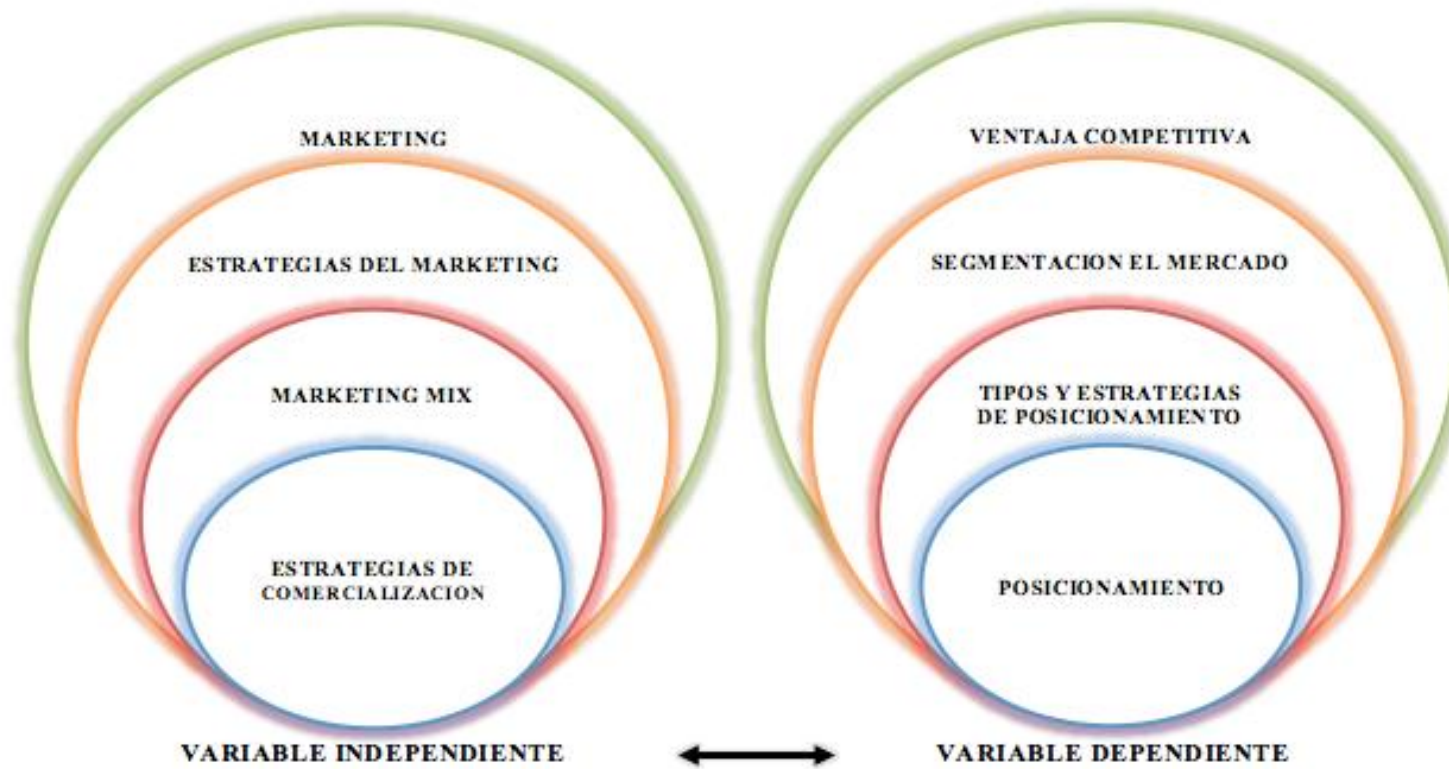 MARKETING
ESTRATEGIAS DEL MARKETING
MARKETING MIX
ESTRATEGIAS DE
COMERCIALIZACION
VARIABLE INDEPENDIENTE
VENTAJA COMPETITIVA
SEGMENTACION EL MERCADO
TIPOS Y ESTRATEGIAS
DE POSICIONAMIENTO
POSICIONAMIENTO
VARIABLE DEPENDIENTE